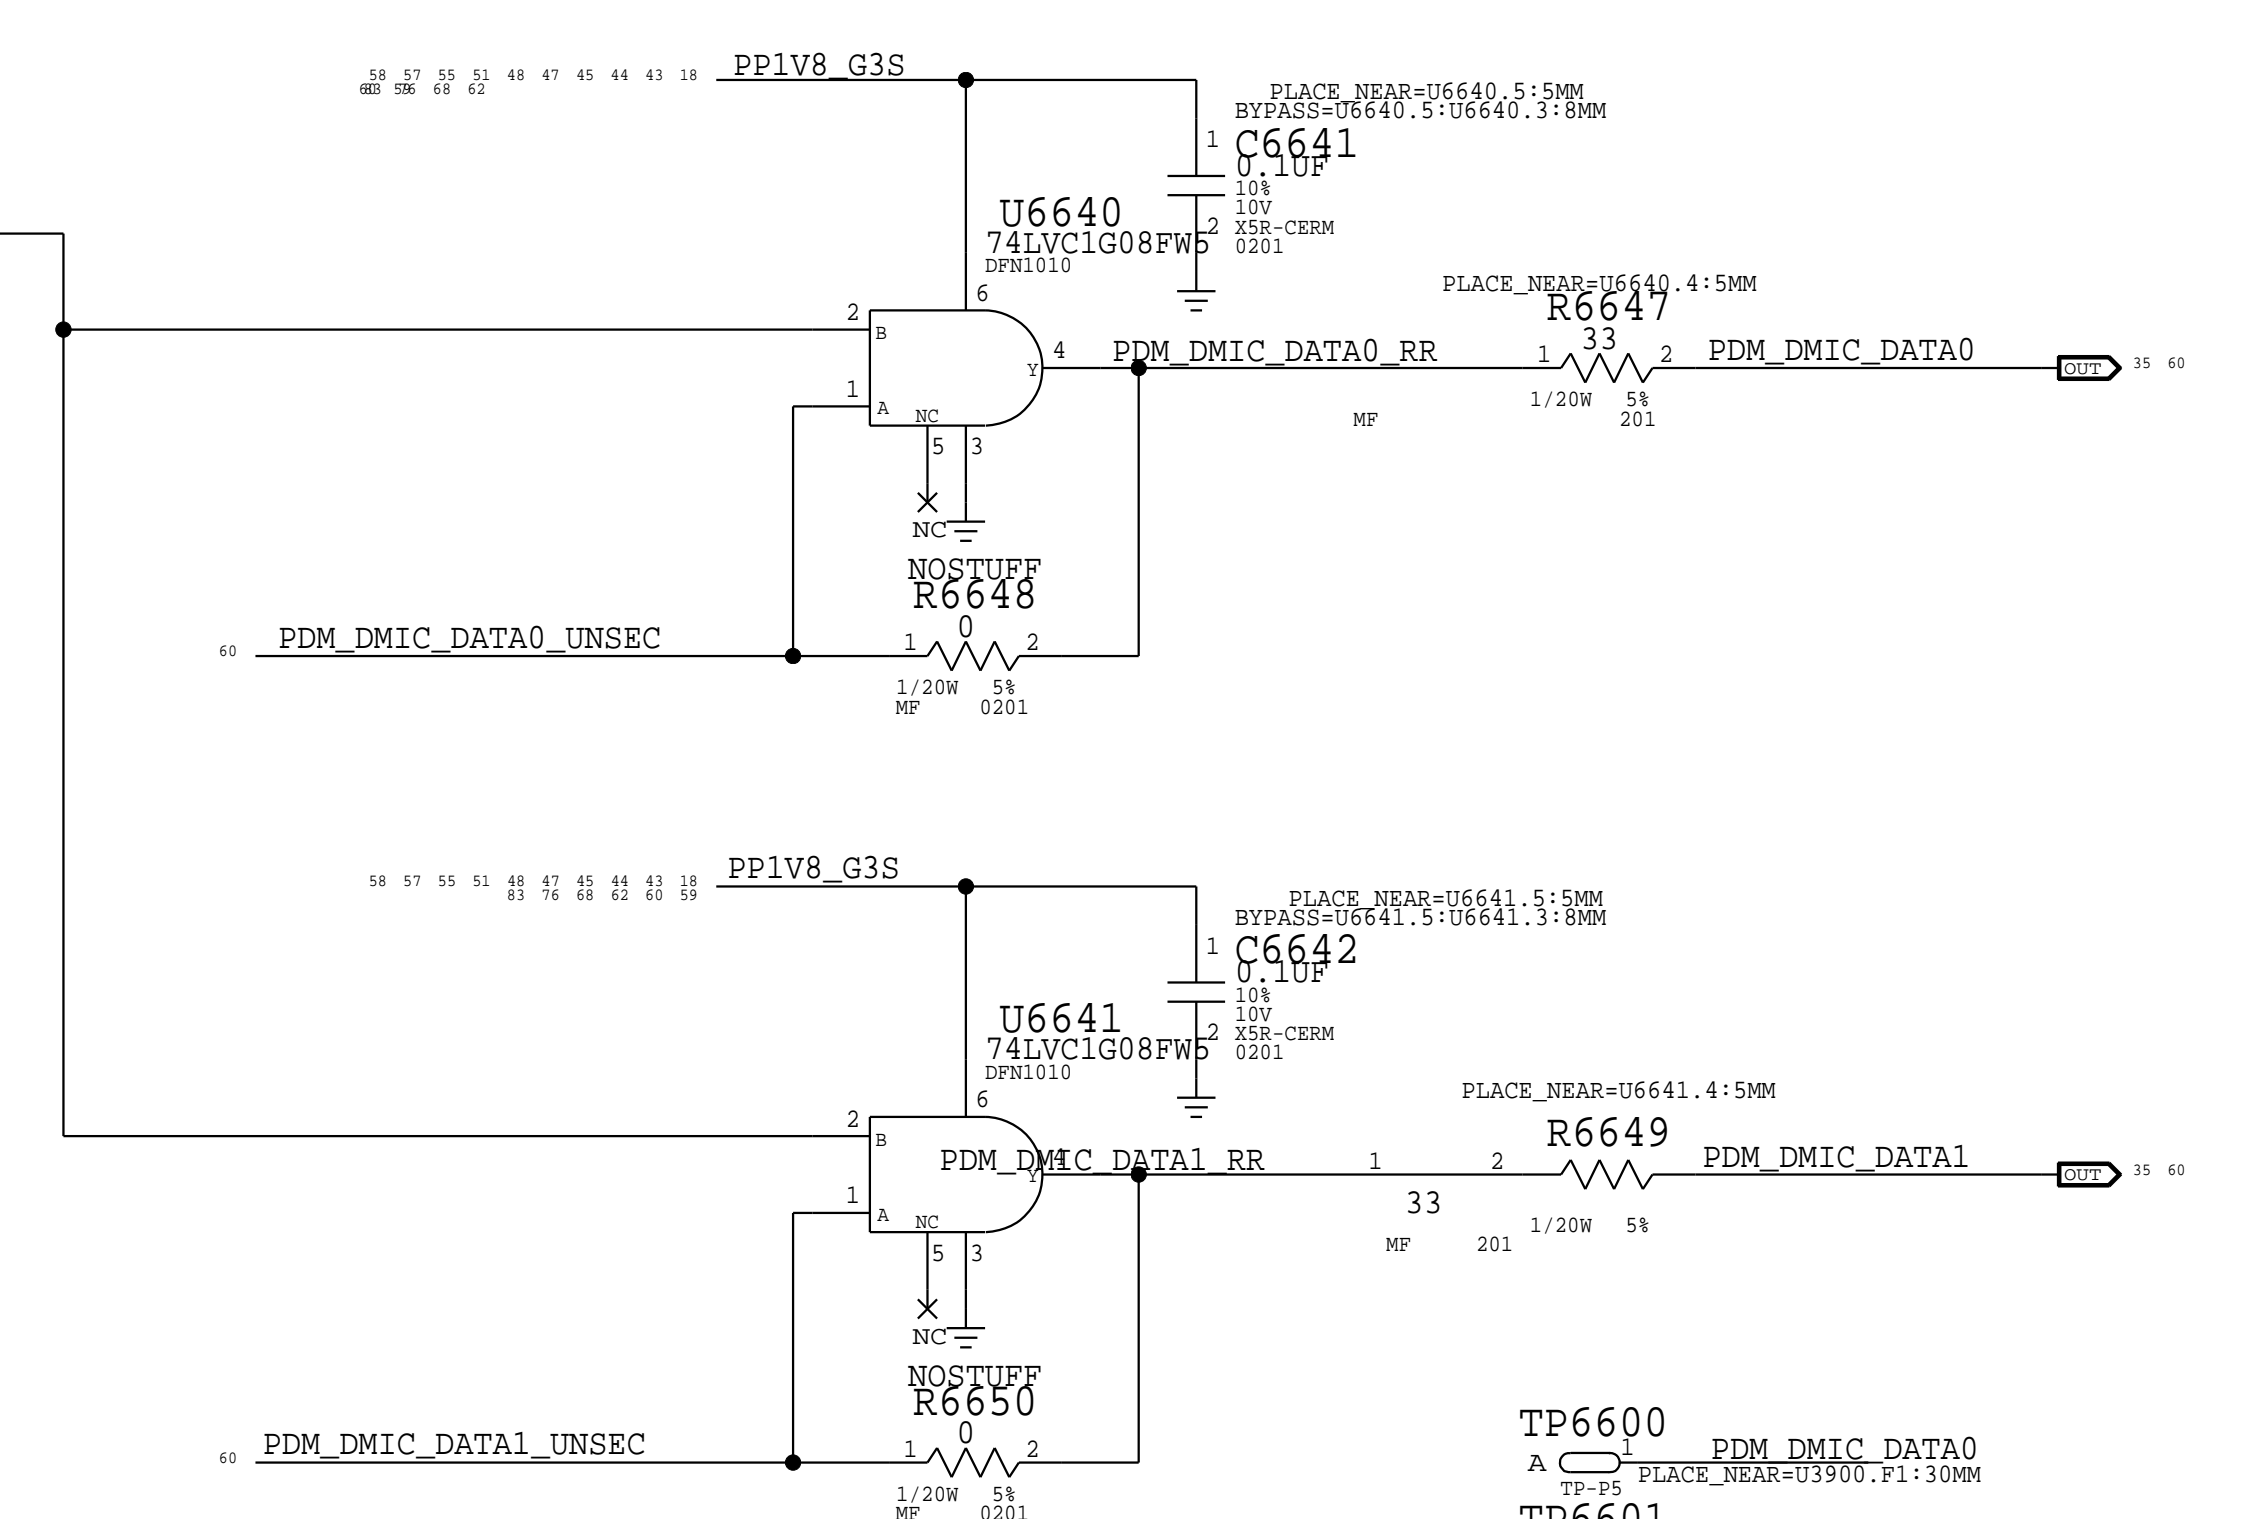 PP1V8_G3S
58 57 55 51 48 47 45 44 43 18
68 62
PLACE_NEAR=U6640.5:5MM
BYPASS=U6640.5:U6640.3:8MM
1
C6641
0.1UF
10%
10V
2 X5R-CERM
0201
U6640
74LVC1G08FW5
DFN1010
6
PLACE_NEAR=U6640.4:5MM
R6647
33
2
B
4
PDM_DMIC_DATA0_RR
1
2
PDM_DMIC_DATA0
OUT
35 60
Y
1
A
NC
1/20W 5%
MF
201
5
3
NC
NOSTUFF
R6648
0
60
PDM_DMIC_DATA0_UNSEC
1
2
1/20W 5%
MF 0201
PP1V8_G3S
58 57 55 51 48 47 45 44 43 18
83 76 68 62 60 59
PLACE_NEAR=U6641.5:5MM
BYPASS=U6641.5:U6641.3:8MM
1
C6642
0.1UF
10%
10V
2 X5R-CERM
0201
U6641
74LVC1G08FW5
DFN1010
6
PLACE_NEAR=U6641.4:5MM
R6649
2
B
4
PDM_DMIC_DATA1_RR
1
2
PDM_DMIC_DATA1
OUT
35 60
Y
33
1
A
NC
1/20W 5%
MF 201
5
3
NC
NOSTUFF
R6650
0
60
PDM_DMIC_DATA1_UNSEC
1
2
1/20W 5%
MF 0201
TP6600
1
A
PDM_DMIC_DATA0
PLACE_NEAR=U3900.F1:30MM
TP-P5
TP6601